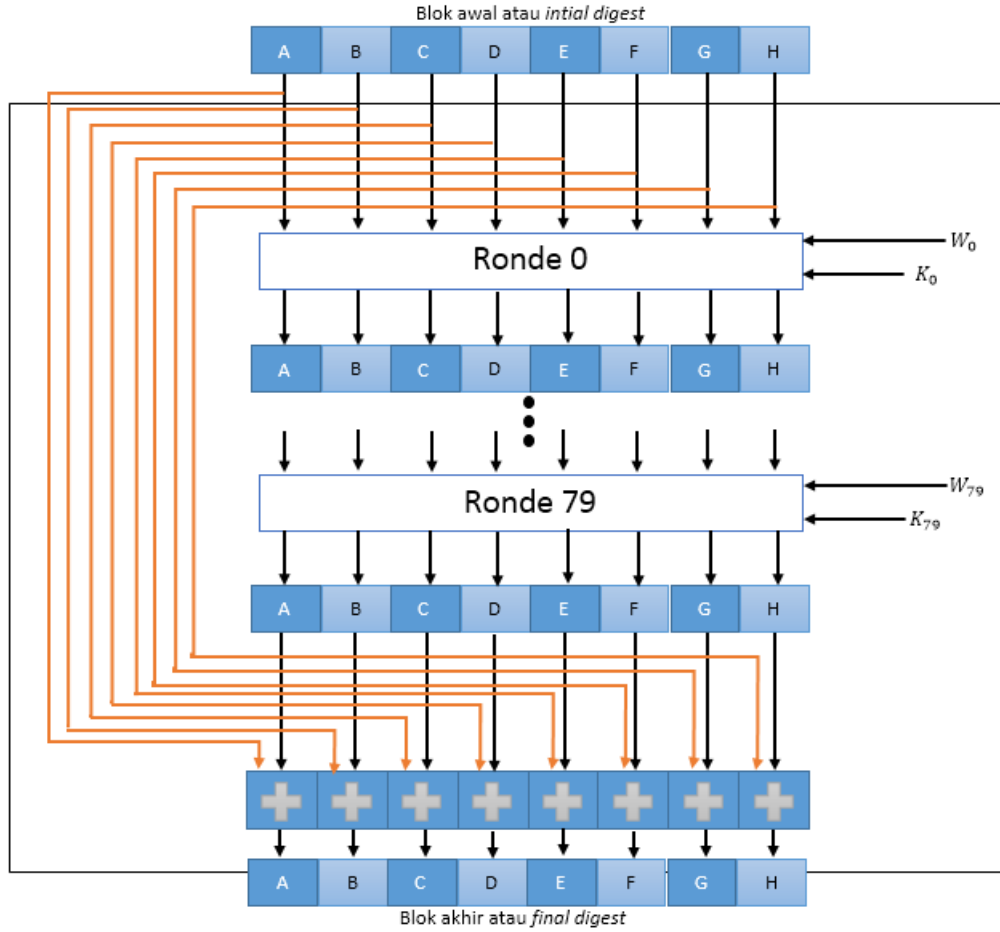 Blok awal atau intial digest
A B C D E F G H
Ronde 0
W₀
K₀
A B C D E F G H
Ronde 79
W₇₉
K₇₉
A B C D E F G H
A B C D E F G H
Blok akhir atau final digest